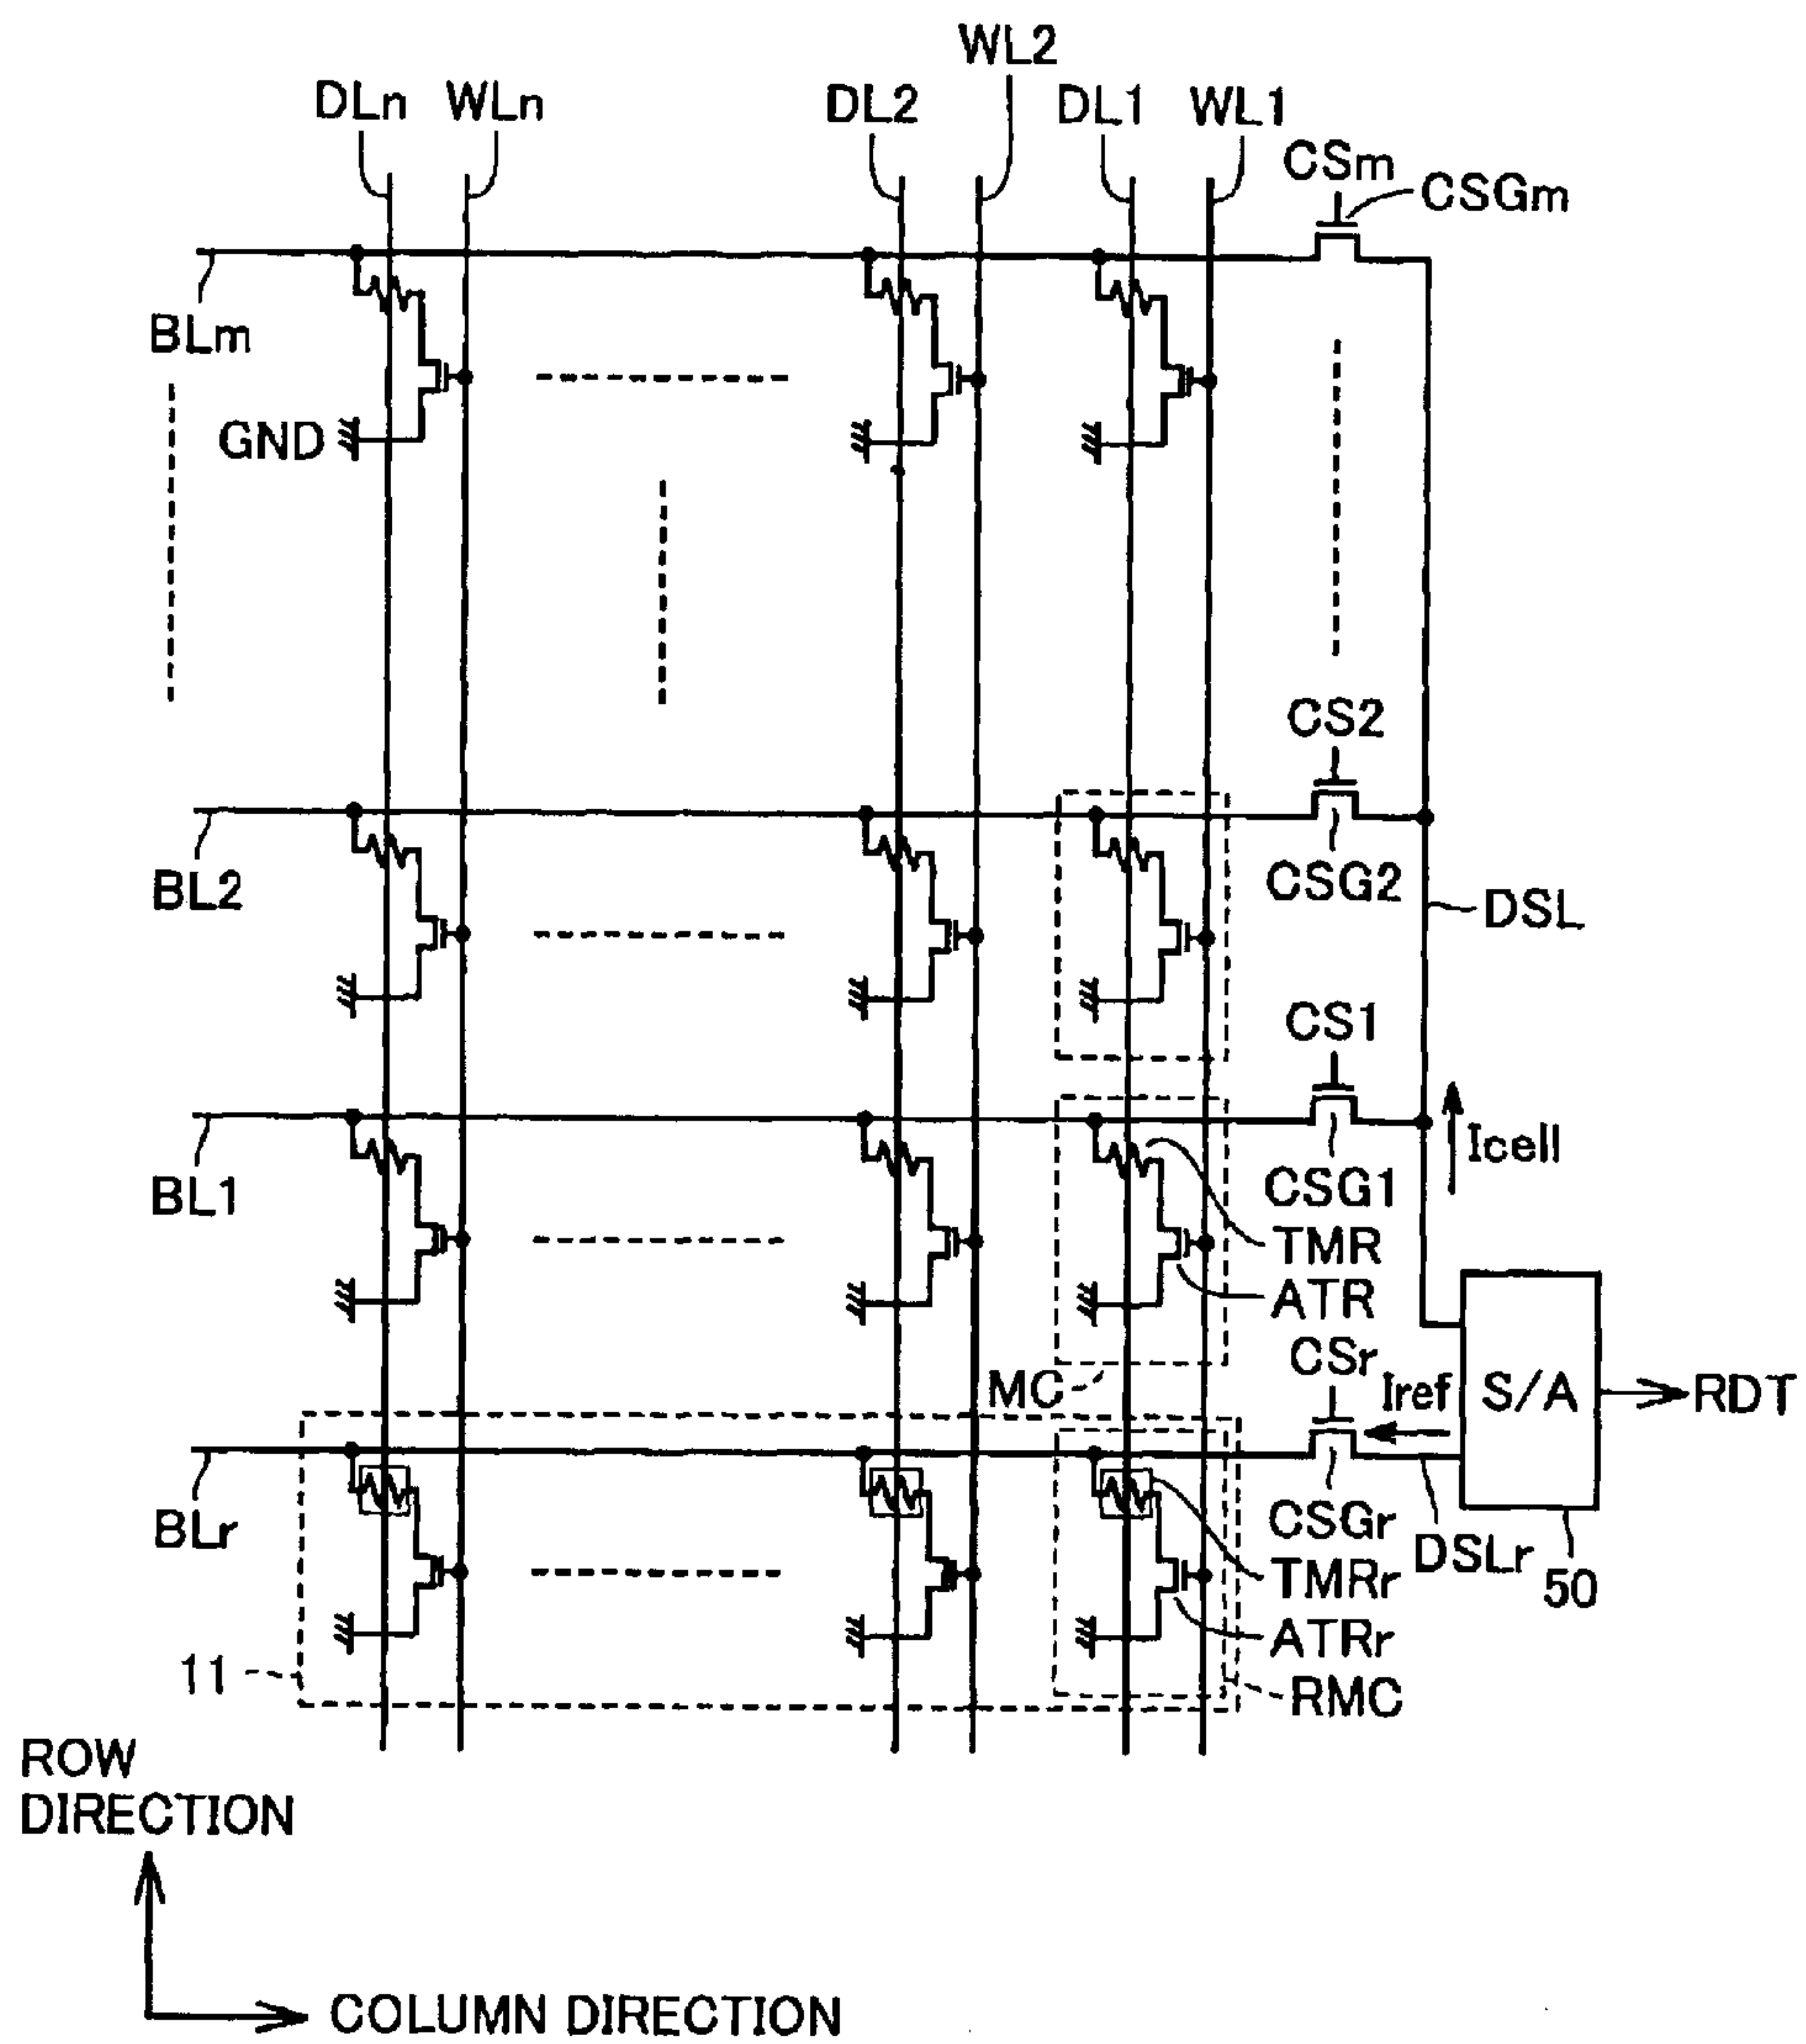 WL2
DLn WLn DL2 DL1 WL1
CSm
CSGm
BLm
GND
CS2
BL2
CSG2
DSL
CS1
Icell
BL1
CSG1
TMR
ATR
CSr
MC
Iref
S/A
RDT
BLr
CSGr
DSLr
TMRr
50
ATRr
11
RMC
ROW
DIRECTION
COLUMN DIRECTION